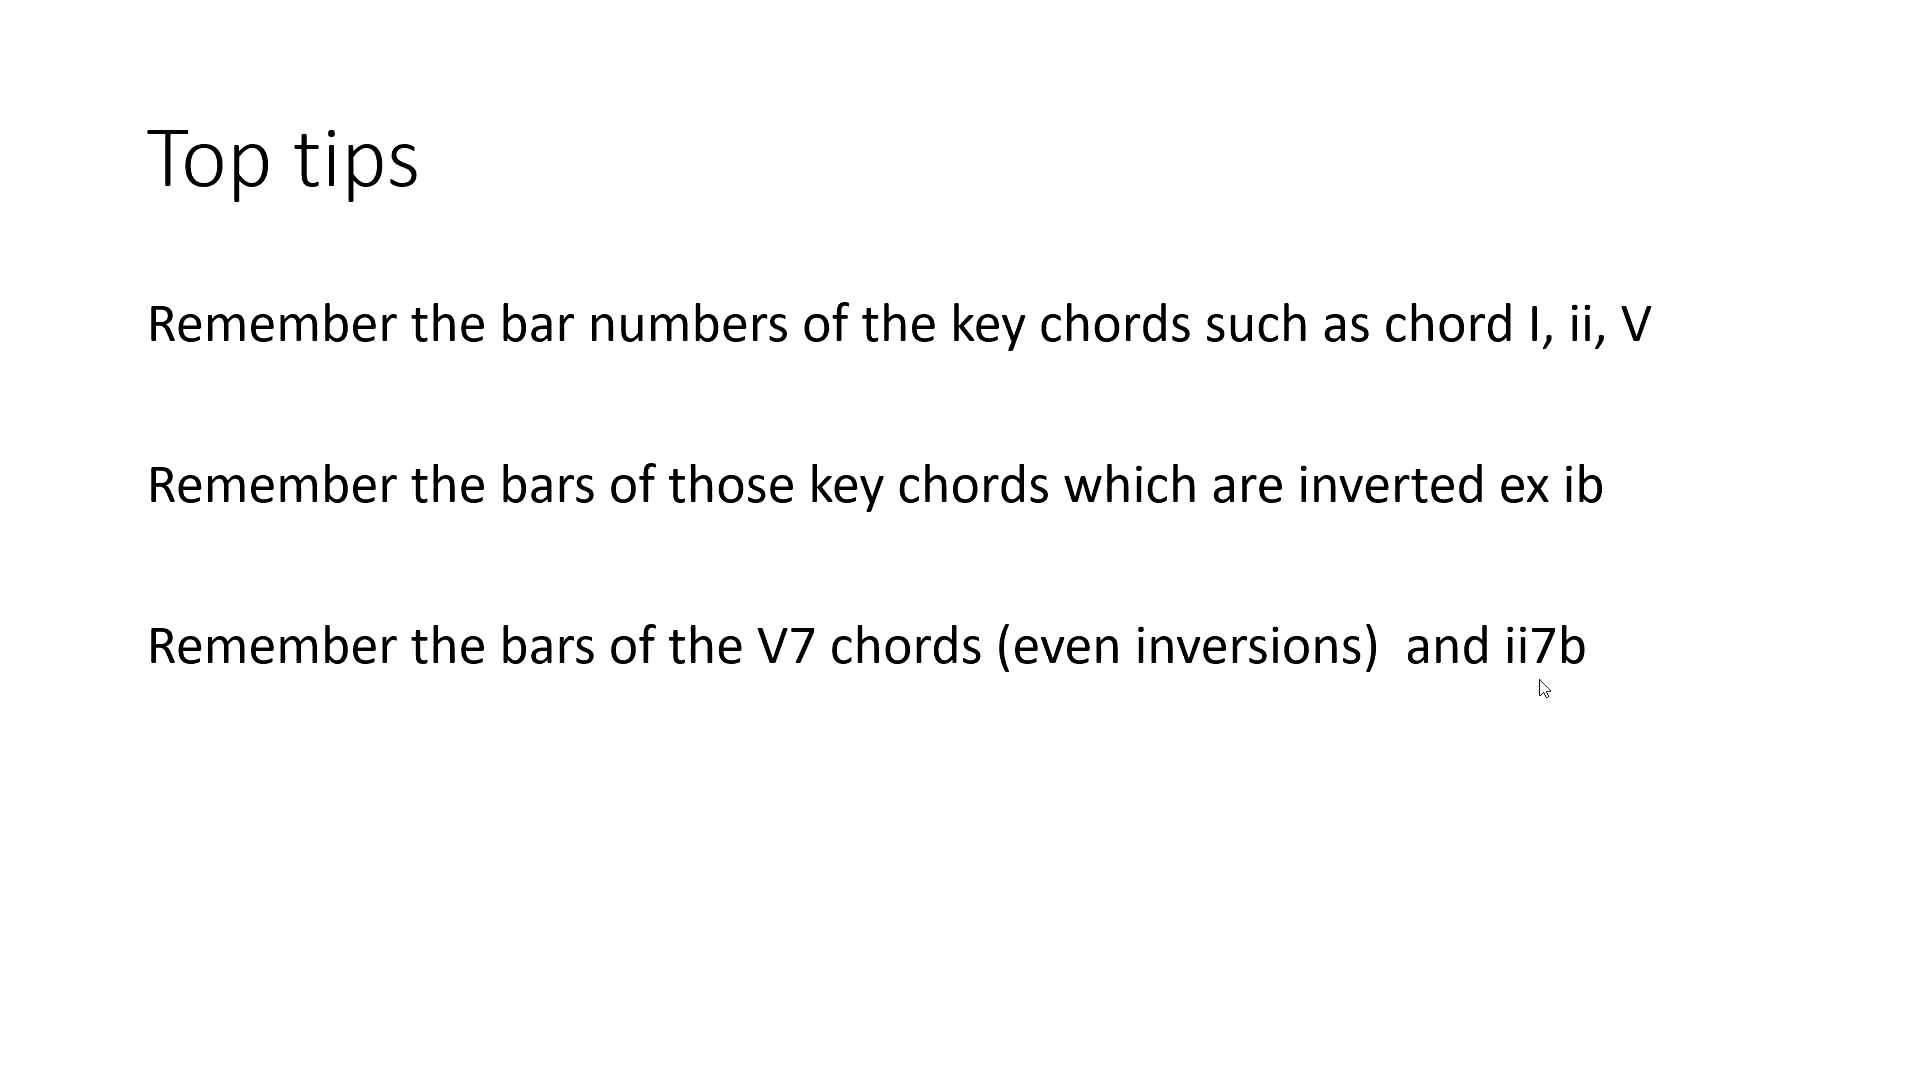 Top tips
Remember the bar numbers of the key chords such as chord I, ii, V
Remember the bars of those key chords which are inverted ex ib
Remember the bars of the V7 chords (even inversions)  and ii7b